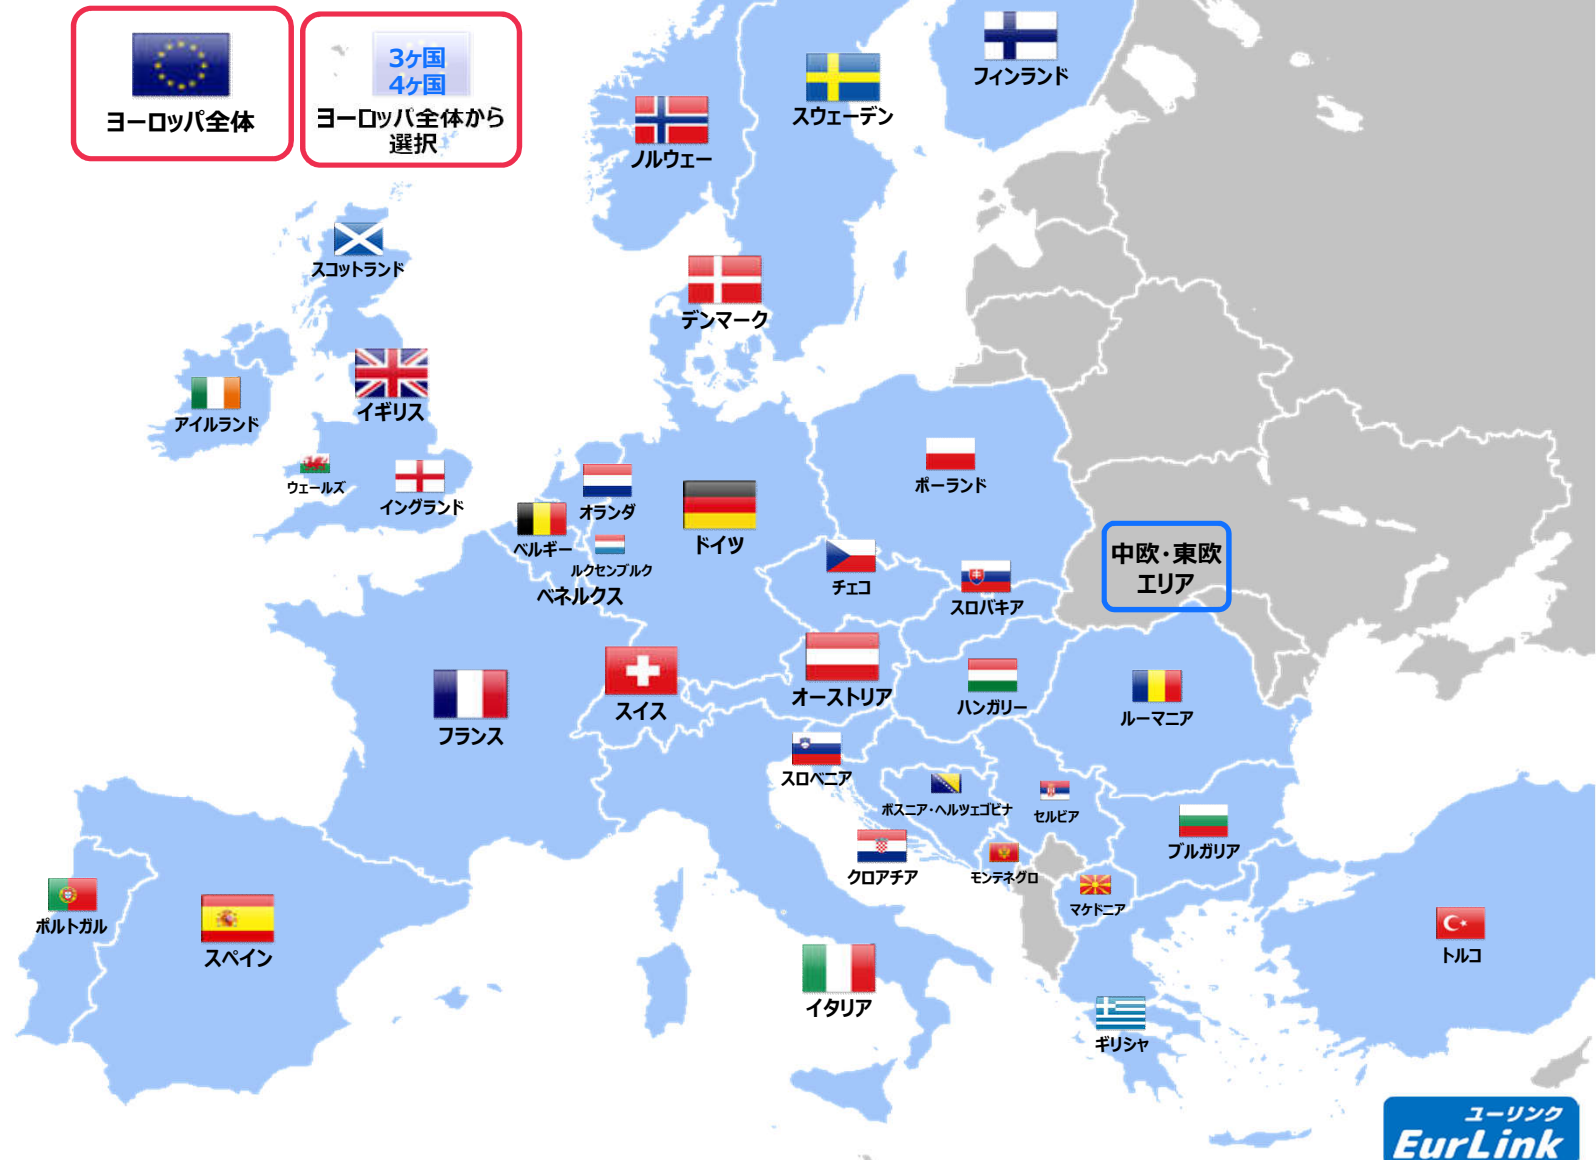 3ヶ国
4ヶ国
ヨーロッパ全体
ヨーロッパ全体から
選択
フィンランド
スウェーデン
ノルウェー
スコットランド
デンマーク
イギリス
アイルランド
ウェールズ
イングランド
オランダ
ベルギー
ルクセンブルク
ベネルクス
ドイツ
ポーランド
チェコ
スロバキア
中欧・東欧
エリア
フランス
スイス
オーストリア
ハンガリー
ルーマニア
スロベニア
ボスニア・ヘルツェゴビナ
セルビア
ブルガリア
クロアチア
モンテネグロ
マケドニア
ポルトガル
スペイン
イタリア
ギリシャ
トルコ
ユーリンク
EurLink